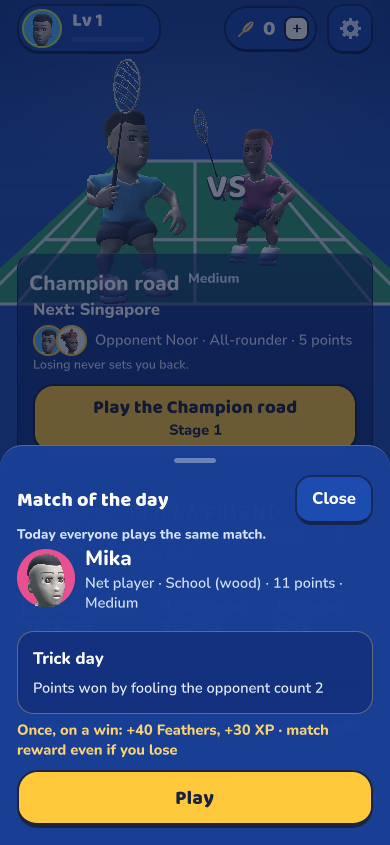 Lv 1
0
+
VS
Champion road Medium
Next: Singapore
Opponent Noor · All-rounder · 5 points
Losing never sets you back.
Play the Champion road
Stage 1
Match of the day
Close
Today everyone plays the same match.
Mika
Net player · School (wood) · 11 points ·
Medium
Trick day
Points won by fooling the opponent count 2
Once, on a win: +40 Feathers, +30 XP · match
reward even if you lose
Play